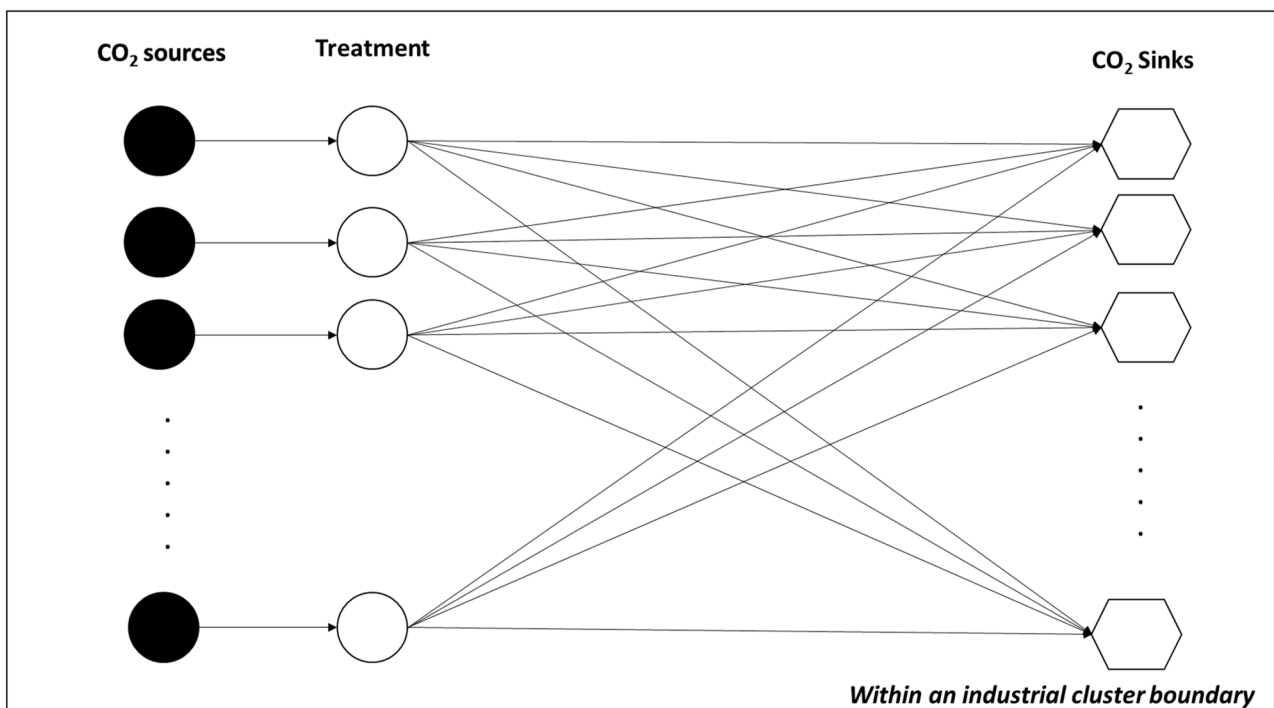 CO₂ sources
Treatment
CO₂ Sinks
Within an industrial cluster boundary